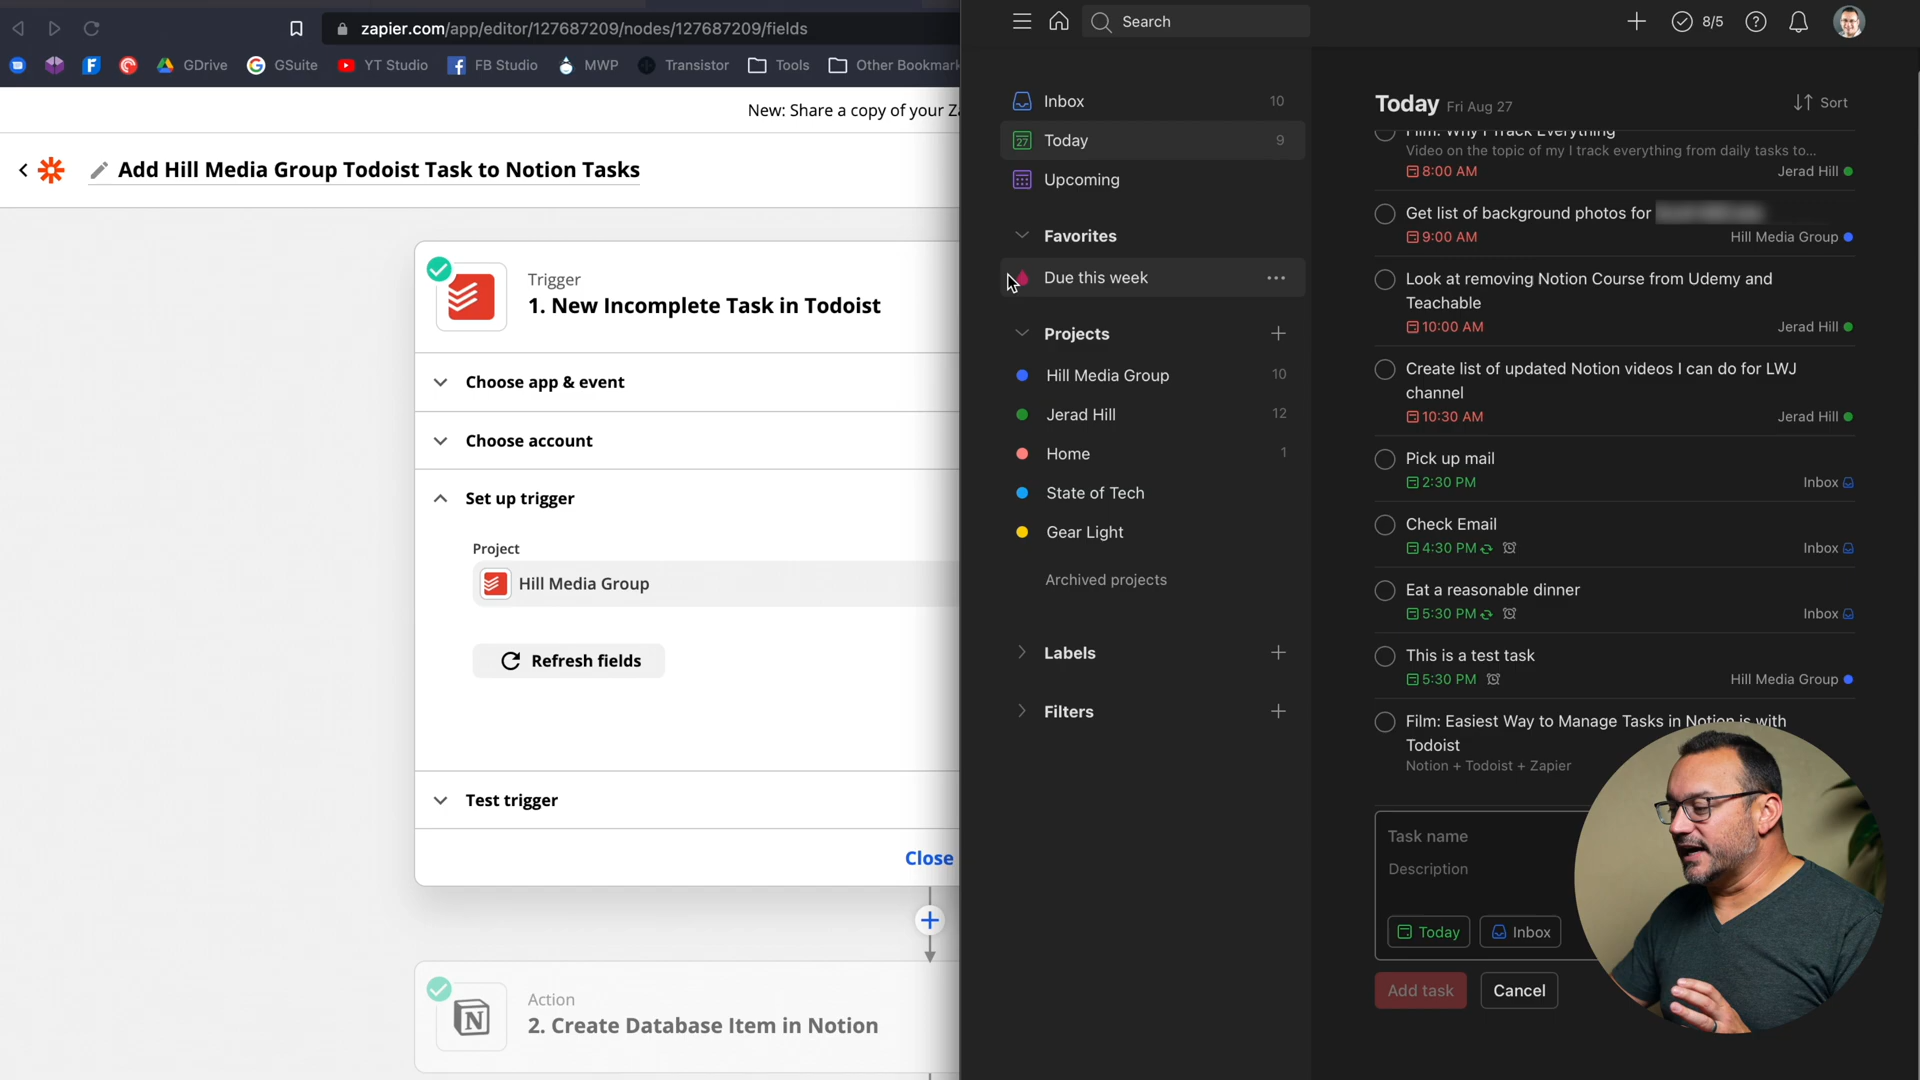 zapier.com/app/editor/127687209/nodes/127687209/fields
GDrive
GSuite
YT Studio
FB Studio
MWP
Transistor
Tools
Other Bookmark
New: Share a copy of your Za
Add Hill Media Group Todoist Task to Notion Tasks
Trigger
1. New Incomplete Task in Todoist
Choose app & event
Choose account
Set up trigger
Project
Hill Media Group
Refresh fields
Test trigger
Close
Action
2. Create Database Item in Notion
Search
8/5
Inbox 10
Today 9
Upcoming
Favorites
Due this week
Projects
Hill Media Group 10
Jerad Hill 12
Home 1
State of Tech
Gear Light
Archived projects
Labels
Filters
Today Fri Aug 27
Sort
Film: Why I Track Everything
Video on the topic of my I track everything from daily tasks to...
8:00 AM Jerad Hill
Get list of background photos for
9:00 AM Hill Media Group
Look at removing Notion Course from Udemy and
Teachable
10:00 AM Jerad Hill
Create list of updated Notion videos I can do for LWJ
channel
10:30 AM Jerad Hill
Pick up mail
2:30 PM Inbox
Check Email
4:30 PM Inbox
Eat a reasonable dinner
5:30 PM Inbox
This is a test task
5:30 PM Hill Media Group
Film: Easiest Way to Manage Tasks in Notion is with
Todoist
Notion + Todoist + Zapier
Task name
Description
Today
Inbox
Add task
Cancel